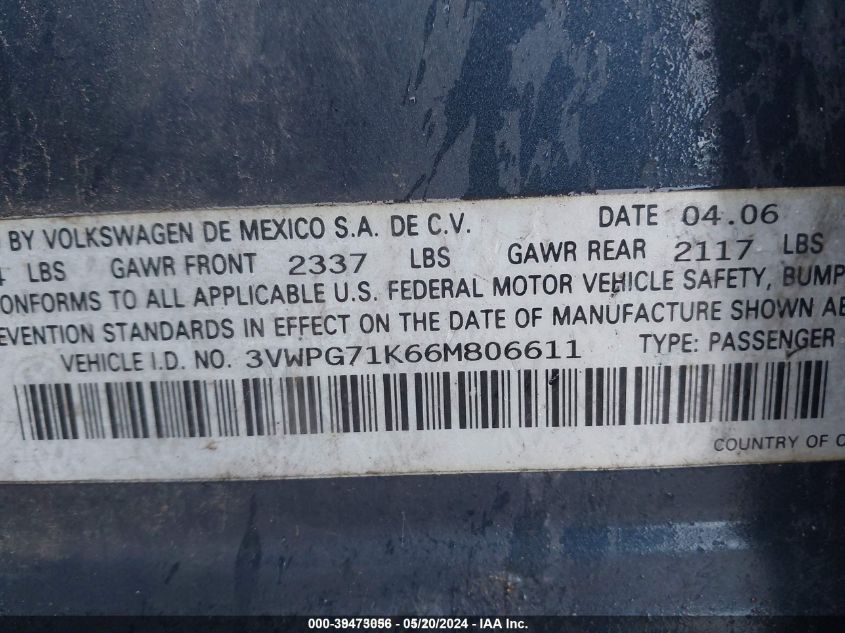 BY VOLKSWAGEN DE MEXICO S.A. DE C.V. DATE 04.06
LBS GAWR FRONT 2337 LBS GAWR REAR 2117 LBS
ONFORMS TO ALL APPLICABLE U.S. FEDERAL MOTOR VEHICLE SAFETY, BUMP
EVENTION STANDARDS IN EFFECT ON THE DATE OF MANUFACTURE SHOWN AB
VEHICLE I.D. NO. 3VWPG71K66M806611 TYPE: PASSENGER
COUNTRY OF O
000-39473056 - 05/20/2024 - IAAI, Inc.